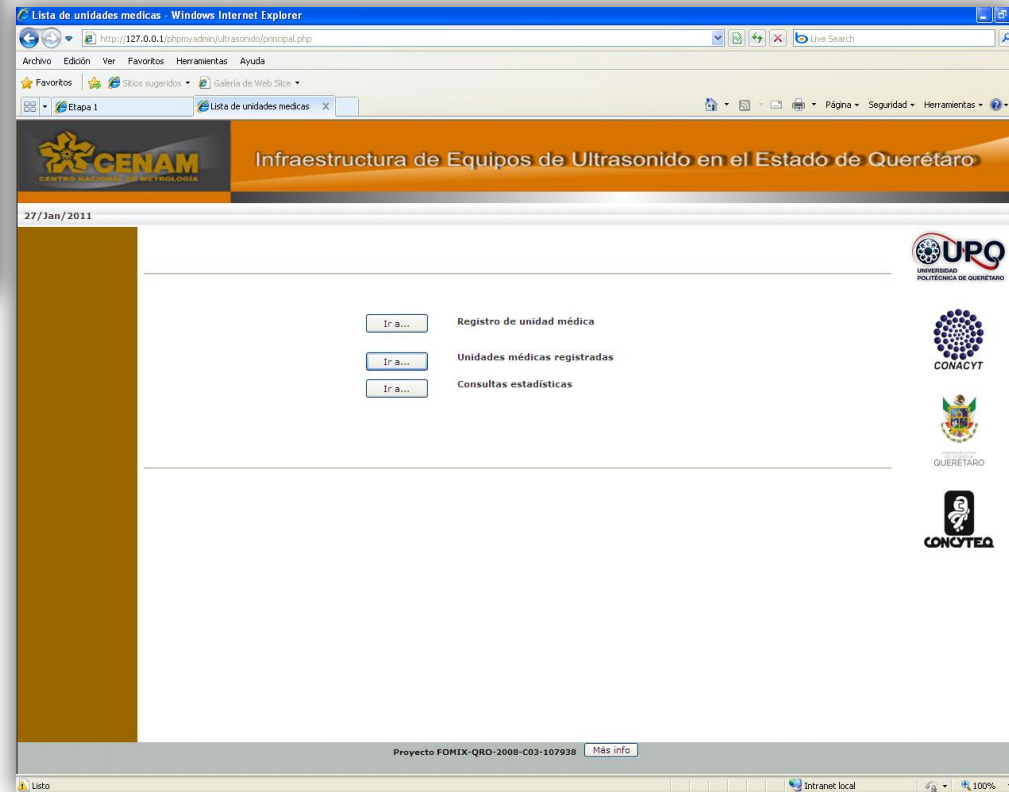 Lista de unidades medicas - Windows Internet Explorer
http://127.0.0.1/phpmyadmin/ultrasonido/principal.php
Live Search
Archivo Edición Ver Favoritos Herramientas Ayuda
Favoritos Sitios sugeridos Galería de Web Slice
Etapa 1 Lista de unidades medicas X Página Seguridad Herramientas
CENAM
CENTRO NACIONAL DE METROLOGÍA
Infraestructura de Equipos de Ultrasonido en el Estado de Querétaro
27/Jan/2011
UPQ
UNIVERSIDAD
POLITÉCNICA DE QUERÉTARO
Ir a... Registro de unidad médica
Ir a... Unidades médicas registradas
Ir a... Consultas estadísticas
CONACYT
QUERÉTARO
CONCYTEQ
Proyecto FOMIX-QRO-2008-C03-107938 Más info
Listo Intranet local 100%